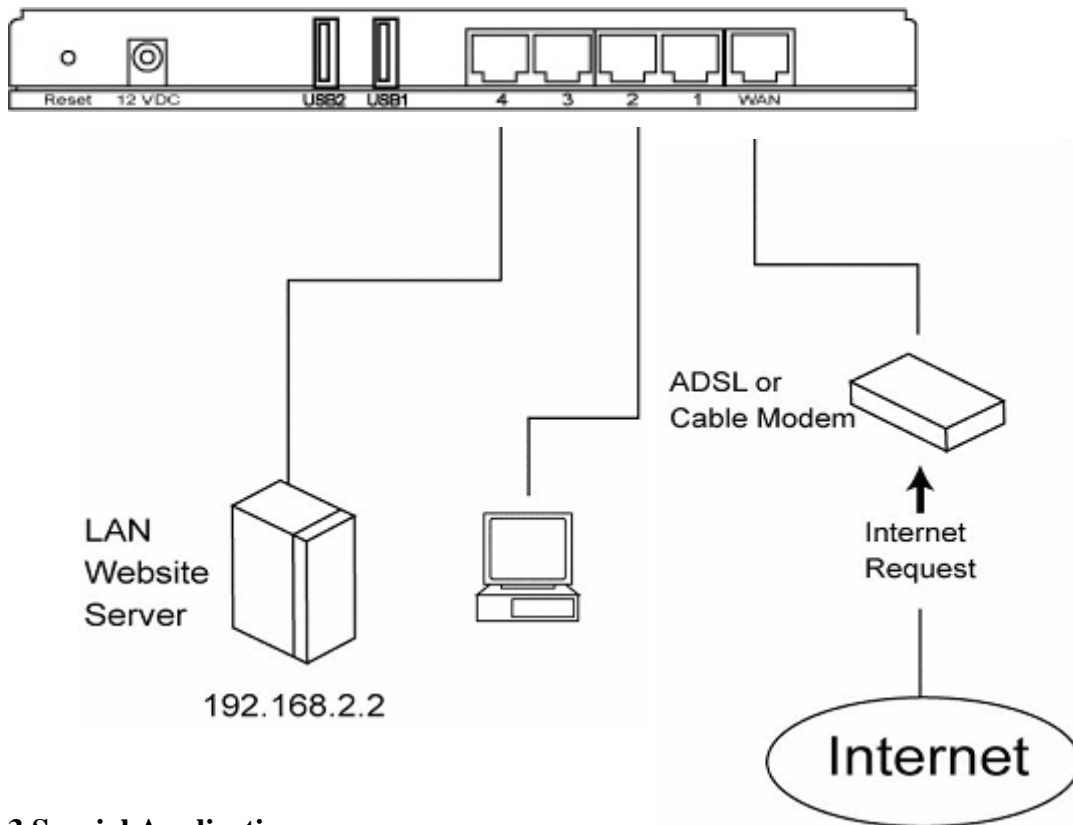 Reset 12 VDC USB2 USB1 4 3 2 1 WAN
ADSL or
Cable Modem
Internet
Request
LAN
Website
Server
192.168.2.2
Internet